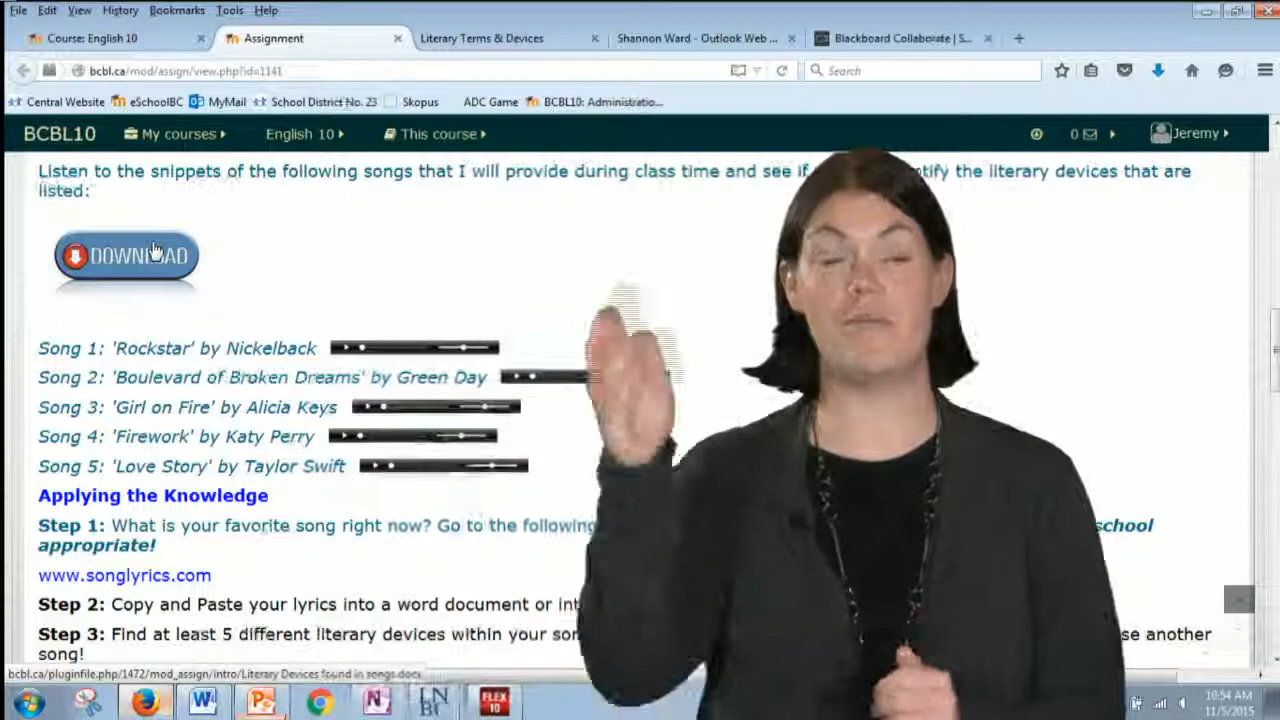 File Edit View History Bookmarks Tools Help
Course: English 10 × Assignment × Literary Terms & Devices × Shannon Ward - Outlook Web ... × Blackboard Collaborate | S... × +
bcbl.ca/mod/assign/view.php?id=1141 Search
Central Website eSchoolBC MyMail School District No. 23 Skopus ADC Game BCBL10: Administratio...
BCBL10 My courses English 10 This course 0 Jeremy
Listen to the snippets of the following songs that I will provide during class time and see if the literary devices that are
listed:
DOWNLOAD
Song 1: 'Rockstar' by Nickelback
Song 2: 'Boulevard of Broken Dreams' by Green Day
Song 3: 'Girl on Fire' by Alicia Keys
Song 4: 'Firework' by Katy Perry
Song 5: 'Love Story' by Taylor Swift
Applying the Knowledge
Step 1: What is your favorite song right now? Go to the following school
appropriate!
www.songlyrics.com
Step 2: Copy and Paste your lyrics into a word document or
Step 3: Find at least 5 different literary devices within your another
song!
bcbl.ca/pluginfile.php/1472/mod_assign/intro/Literary Devices found in songs.docx
FLEX
10
10:54 AM
11/5/2015